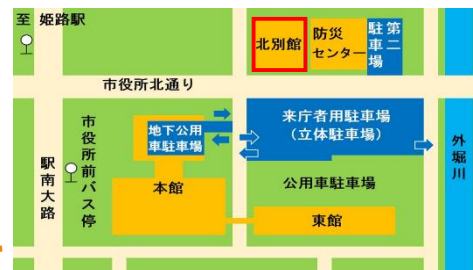 至 姫路駅
北別館
防災
センター
第二
駐車場
市役所北通り
市役所前バス停
地下公用
車駐車場
来庁者用駐車場
(立体駐車場)
外堀川
駅南大路
本館
公用車駐車場
東館